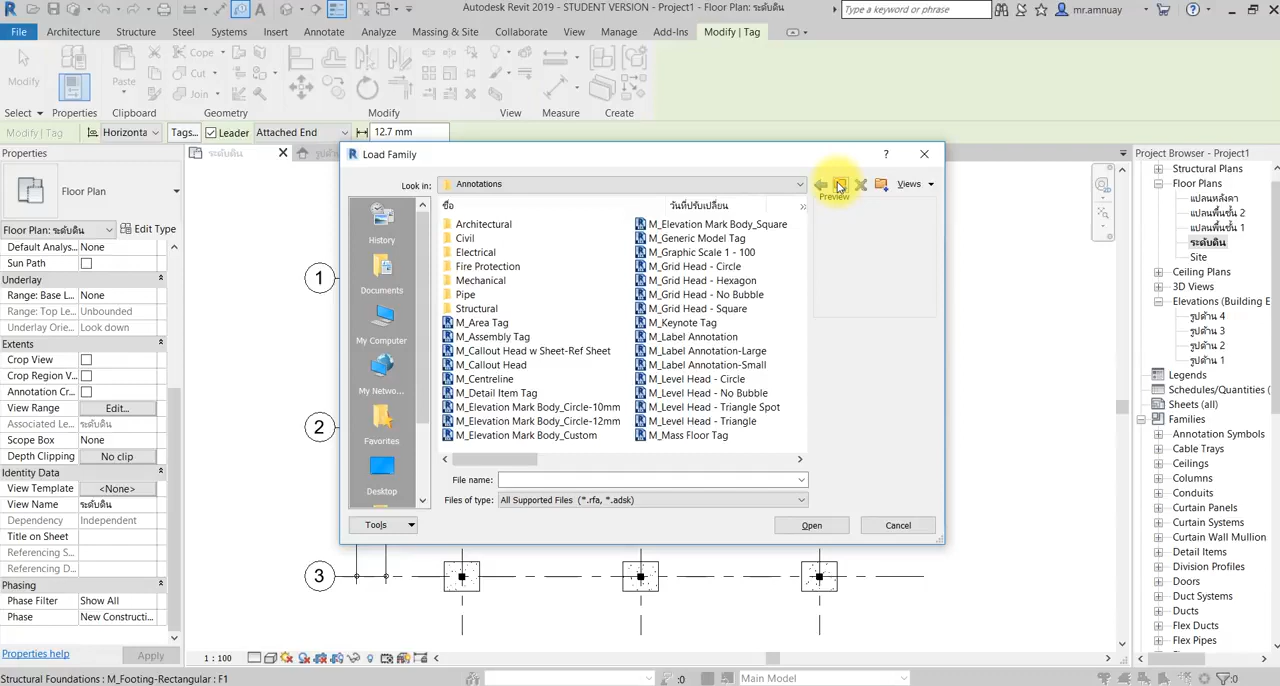 Autodesk Revit 2019 - STUDENT VERSION - Project1 - Floor Plan: ระดับดิน
Type a keyword or phrase
mr.amnuay
File Architecture Structure Steel Systems Insert Annotate Analyze Massing & Site Collaborate View Manage Add-Ins Modify | Tag
Modify Paste Cope Cut Join
Select Properties Clipboard Geometry Modify View Measure Create
Modify | Tag Horizonta Tags... Leader Attached End 12.7 mm
Properties
ระดับดิน
Floor Plan
Floor Plan: ระดับดิน Edit Type
Default Analys... None
Sun Path
Underlay
Range: Base L... None
Range: Top Le... Unbounded
Underlay Orie... Look down
Extents
Crop View
Crop Region V...
Annotation Cr...
View Range Edit...
Associated Le... ระดับดิน
Scope Box None
Depth Clipping No clip
Identity Data
View Template <None>
View Name ระดับดิน
Dependency Independent
Title on Sheet
Referencing S...
Referencing D...
Phasing
Phase Filter Show All
Phase New Constructi...
Properties help Apply
Load Family
Look in: Annotations Views
Preview
History
Documents
My Computer
My Netwo...
Favorites
Desktop
ชื่อ วันที่ปรับเปลี่ยน
Architectural
Civil
Electrical
Fire Protection
Mechanical
Pipe
Structural
M_Area Tag
M_Assembly Tag
M_Callout Head w Sheet-Ref Sheet
M_Callout Head
M_Centreline
M_Detail Item Tag
M_Elevation Mark Body_Circle-10mm
M_Elevation Mark Body_Circle-12mm
M_Elevation Mark Body_Custom
M_Elevation Mark Body_Square
M_Generic Model Tag
M_Graphic Scale 1 - 100
M_Grid Head - Circle
M_Grid Head - Hexagon
M_Grid Head - No Bubble
M_Grid Head - Square
M_Keynote Tag
M_Label Annotation
M_Label Annotation-Large
M_Label Annotation-Small
M_Level Head - Circle
M_Level Head - No Bubble
M_Level Head - Triangle Spot
M_Level Head - Triangle
M_Mass Floor Tag
File name:
Files of type: All Supported Files (*.rfa, *.adsk)
Tools Open Cancel
1
2
3
Project Browser - Project1
Structural Plans
Floor Plans
แปลนหลังคา
แปลนพื้นชั้น 2
แปลนพื้นชั้น 1
ระดับดิน
Site
Ceiling Plans
3D Views
Elevations (Building E
รูปด้าน 4
รูปด้าน 3
รูปด้าน 2
รูปด้าน 1
Legends
Schedules/Quantities (
Sheets (all)
Families
Annotation Symbols
Cable Trays
Ceilings
Columns
Conduits
Curtain Panels
Curtain Systems
Curtain Wall Mullion
Detail Items
Division Profiles
Doors
Duct Systems
Ducts
Flex Ducts
Flex Pipes
1 : 100
Structural Foundations : M_Footing-Rectangular : F1
:0 Main Model :0